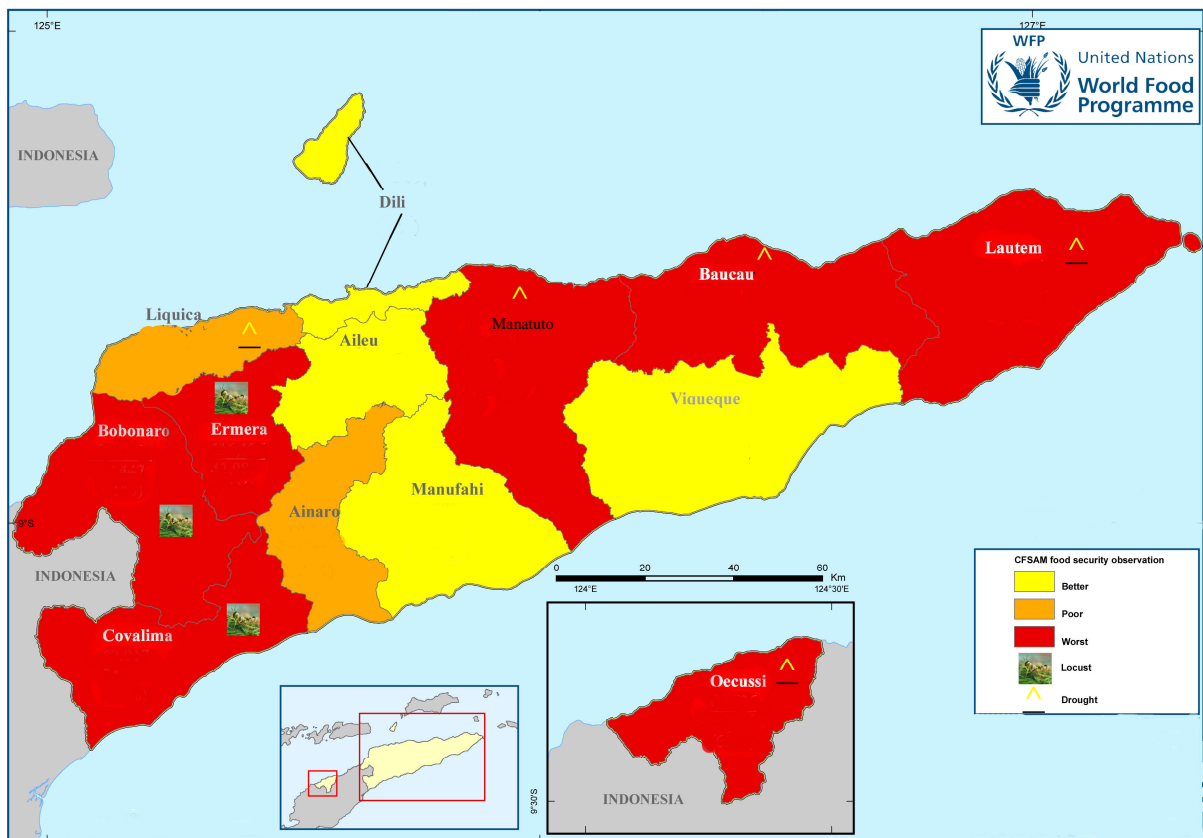 125°E
127°E
WFP
United Nations
World Food
Programme
INDONESIA
Dili
Lautem
Baucau
Liquica
Manatuto
Aileu
Viqueque
Bobonaro
Ermera
Manufahi
Ainaro
9°S
INDONESIA
0 20 40 60
Km
Covalima
124°E
124°30'E
Oecussi
9°30'S
INDONESIA
CFSAM food security observation
Better
Poor
Worst
Locust
Drought